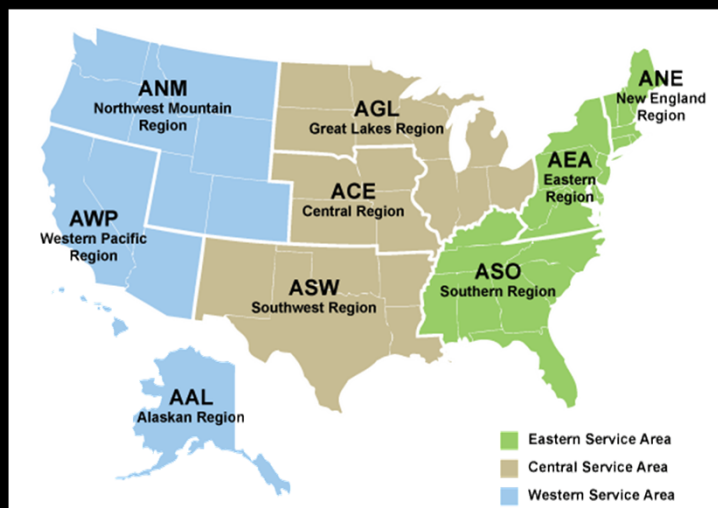 ANM
Northwest Mountain
Region
AGL
Great Lakes Region
ANE
New England
Region
AEA
Eastern
Region
ACE
Central Region
AWP
Western Pacific
Region
ASW
Southwest Region
ASO
Southern Region
AAL
Alaskan Region
Eastern Service Area
Central Service Area
Western Service Area